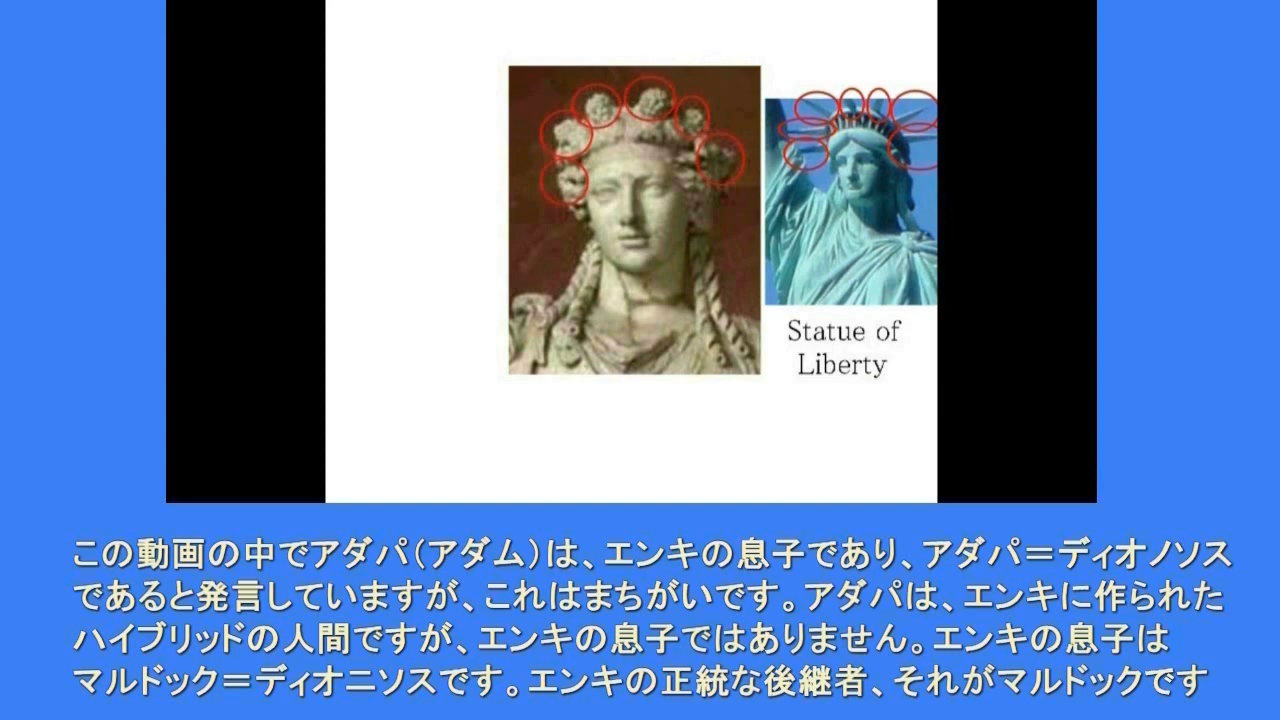 Statue of
Liberty
この動画の中でアダパ（アダム）は、エンキの息子であり、アダパ＝ディオノソス
であると発言していますが、これはまちがいです。アダパは、エンキに作られた
ハイブリッドの人間ですが、エンキの息子ではありません。エンキの息子は
マルドック＝ディオニソスです。エンキの正統な後継者、それがマルドックです